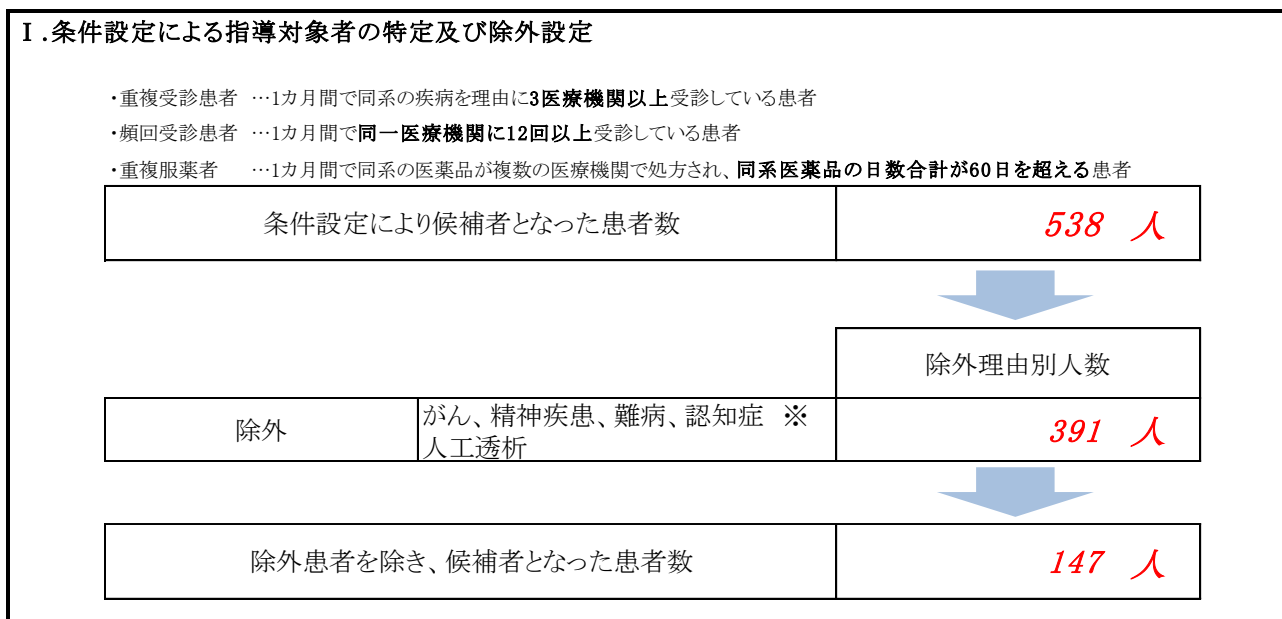 Ⅰ.条件設定による指導対象者の特定及び除外設定
・重複受診患者 …1カ月間で同系の疾病を理由に3医療機関以上受診している患者
・頻回受診患者 …1カ月間で同一医療機関に12回以上受診している患者
・重複服薬者 …1カ月間で同系の医薬品が複数の医療機関で処方され、同系医薬品の日数合計が60日を超える患者
条件設定により候補者となった患者数 538 人
除外理由別人数
除外 がん、精神疾患、難病、認知症 ※
人工透析 391 人
除外患者を除き、候補者となった患者数 147 人